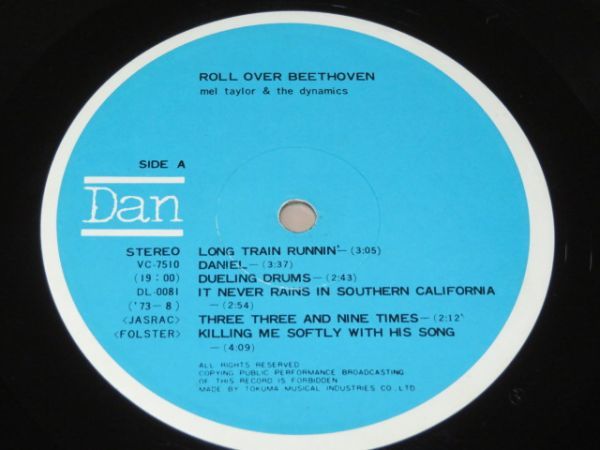 ROLL OVER BEETHOVEN
mel taylor & the dynamics
SIDE A
Dan
STEREO
VC-7510
(19:00)
DL-0081
('73-8)
<JASRAC>
<FOLSTER>
LONG TRAIN RUNNIN'—(3:05)
DANIEL—(3:37)
DUELING DRUMS—(2:43)
IT NEVER RAINS IN SOUTHERN CALIFORNIA
—(2:54)
THREE THREE AND NINE TIMES—(2:12)
KILLING ME SOFTLY WITH HIS SONG
—(4:09)
ALL RIGHTS RESERVED
COPYING PUBLIC PERFORMANCE BROADCASTING
OF THIS RECORD IS FORBIDDEN
MADE BY TOKUMA MUSICAL INDUSTRIES CO., LTD.